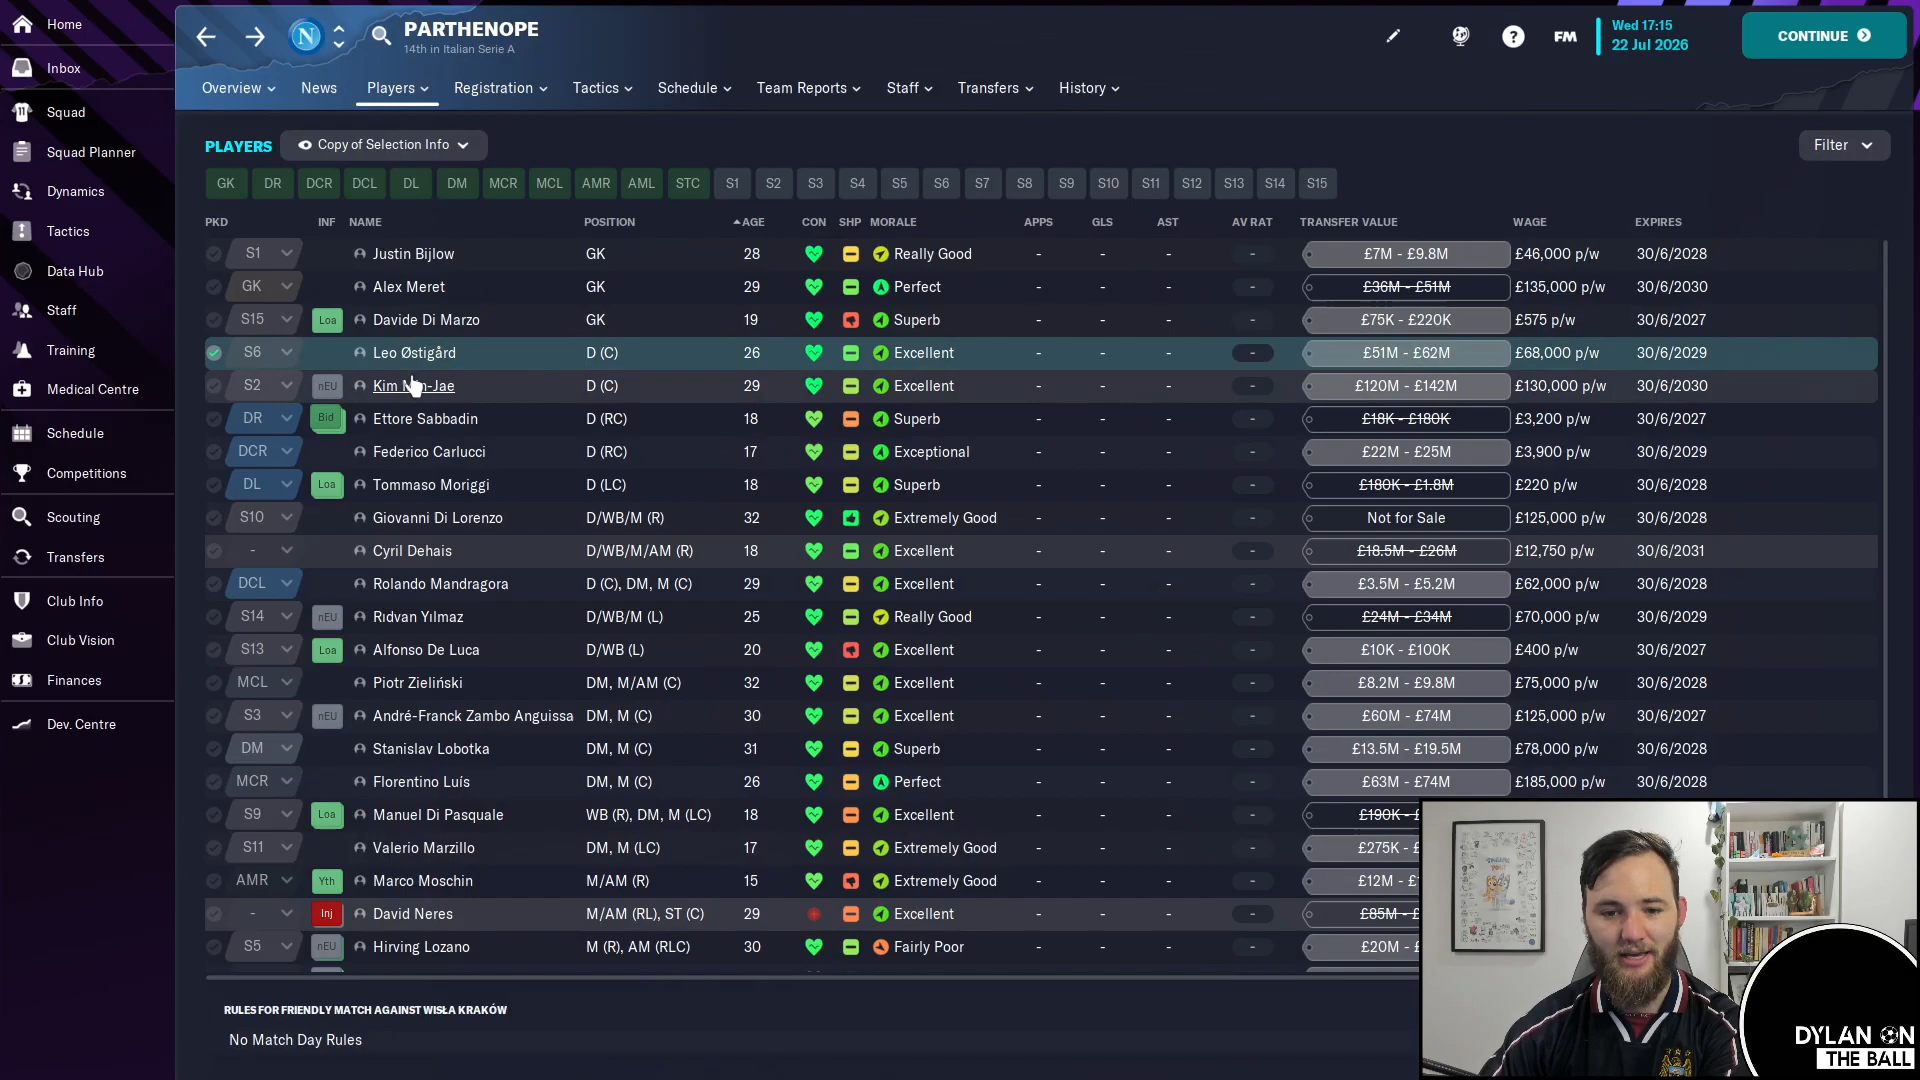 Home
Inbox
Squad
Squad Planner
Dynamics
Tactics
Data Hub
Staff
Training
Medical Centre
Schedule
Competitions
Scouting
Transfers
Club Info
Club Vision
Finances
Dev. Centre
PARTHENOPE
14th in Italian Serie A
FM
Wed 17:15
22 Jul 2026
CONTINUE
Overview News Players Registration Tactics Schedule Team Reports Staff Transfers History
PLAYERS Copy of Selection Info Filter
GK DR DCR DCL DL DM MCR MCL AMR AML STC S1 S2 S3 S4 S5 S6 S7 S8 S9 S10 S11 S12 S13 S14 S15
PKD INF NAME POSITION AGE CON SHP MORALE APPS GLS AST AV RAT TRANSFER VALUE WAGE EXPIRES
S1 Justin Bijlow GK 28 Really Good - - - - £7M - £9.8M £46,000 p/w 30/6/2028
GK Alex Meret GK 29 Perfect - - - - £36M - £51M £135,000 p/w 30/6/2030
S15 Loa Davide Di Marzo GK 19 Superb - - - - £75K - £220K £575 p/w 30/6/2027
S6 Leo Østigård D (C) 26 Excellent - - - - £51M - £62M £68,000 p/w 30/6/2029
S2 nEU Kim -Jae D (C) 29 Excellent - - - - £120M - £142M £130,000 p/w 30/6/2030
DR Bid Ettore Sabbadin D (RC) 18 Superb - - - - £18K - £180K £3,200 p/w 30/6/2027
DCR Federico Carlucci D (RC) 17 Exceptional - - - - £22M - £25M £3,900 p/w 30/6/2029
DL Loa Tommaso Moriggi D (LC) 18 Superb - - - - £180K - £1.8M £220 p/w 30/6/2028
S10 Giovanni Di Lorenzo D/WB/M (R) 32 Extremely Good - - - - Not for Sale £125,000 p/w 30/6/2028
- Cyril Dehais D/WB/M/AM (R) 18 Excellent - - - - £18.5M - £26M £12,750 p/w 30/6/2031
DCL Rolando Mandragora D (C), DM, M (C) 29 Excellent - - - - £3.5M - £5.2M £62,000 p/w 30/6/2028
S14 nEU Rıdvan Yılmaz D/WB/M (L) 25 Really Good - - - - £24M - £34M £70,000 p/w 30/6/2029
S13 Loa Alfonso De Luca D/WB (L) 20 Excellent - - - - £10K - £100K £400 p/w 30/6/2027
MCL Piotr Zieliński DM, M/AM (C) 32 Excellent - - - - £8.2M - £9.8M £75,000 p/w 30/6/2028
S3 nEU André-Franck Zambo Anguissa DM, M (C) 30 Excellent - - - - £60M - £74M £125,000 p/w 30/6/2027
DM Stanislav Lobotka DM, M (C) 31 Superb - - - - £13.5M - £19.5M £78,000 p/w 30/6/2028
MCR Florentino Luís DM, M (C) 26 Perfect - - - - £63M - £74M £185,000 p/w 30/6/2028
S9 Loa Manuel Di Pasquale WB (R), DM, M (LC) 18 Excellent - - - - £190K - £
S11 Valerio Marzillo DM, M (LC) 17 Extremely Good - - - - £275K - £
AMR Yth Marco Moschin M/AM (R) 15 Extremely Good - - - - £12M - £
- Inj David Neres M/AM (RL), ST (C) 29 Excellent - - - - £85M - £
S5 nEU Hirving Lozano M (R), AM (RLC) 30 Fairly Poor - - - - £20M - £
RULES FOR FRIENDLY MATCH AGAINST WISŁA KRAKÓW
No Match Day Rules
DYLAN ON
THE BALL